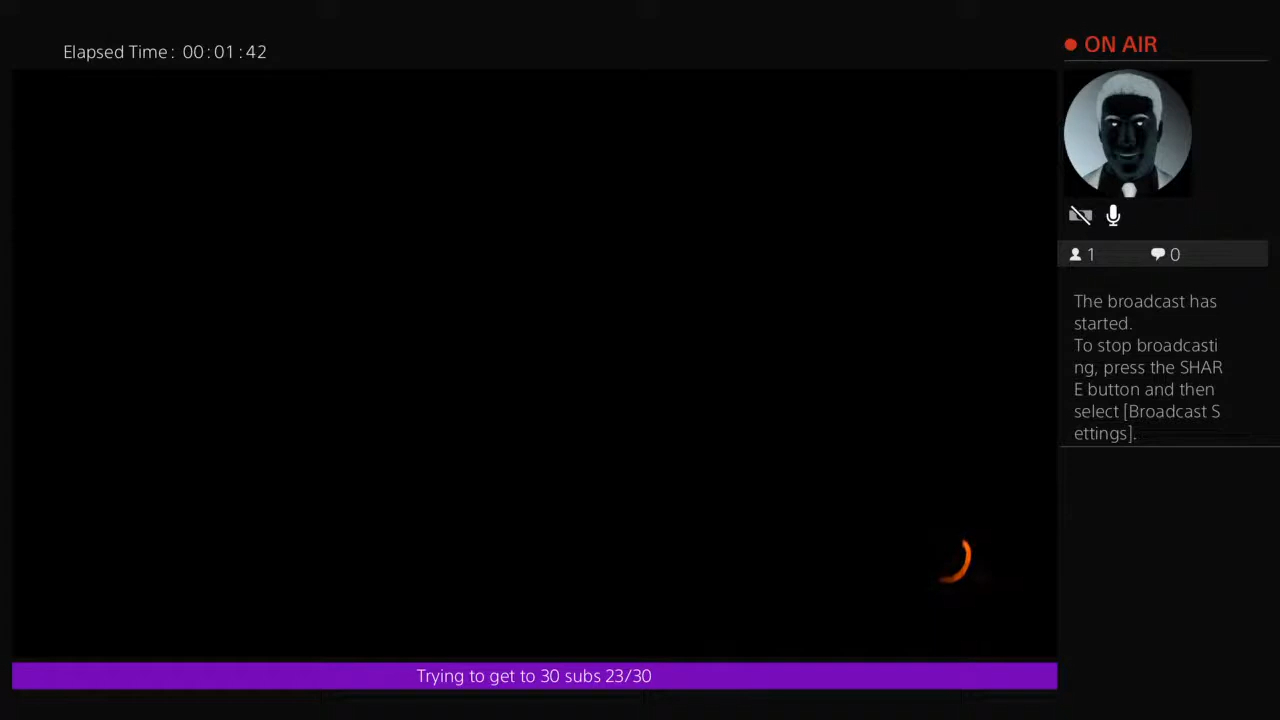 Elapsed Time: 00:01:42
ON AIR
1 0
The broadcast has
started.
To stop broadcasti
ng, press the SHAR
E button and then
select [Broadcast S
ettings].
Trying to get to 30 subs 23/30